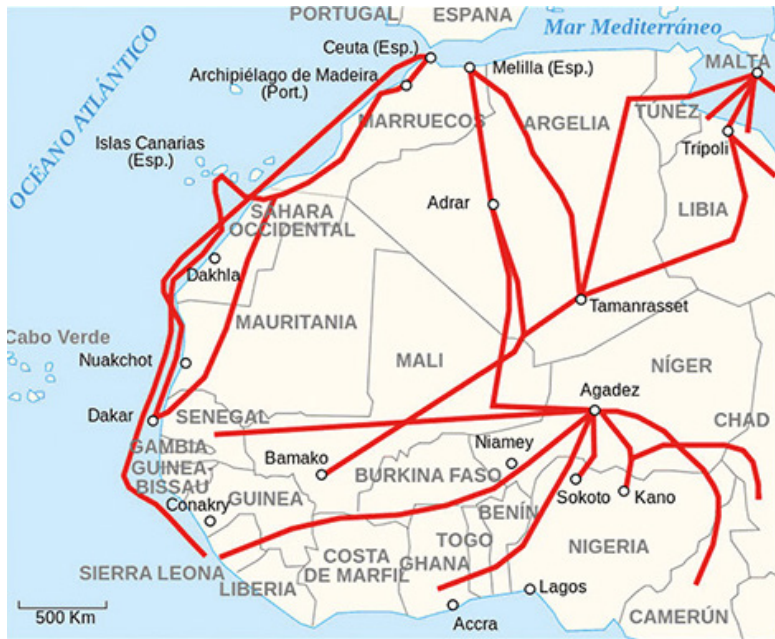 PORTUGAL
ESPAÑA
Mar Mediterráneo
OCÉANO ATLÁNTICO
Ceuta (Esp.)
Melilla (Esp.)
MALTA
Archipiélago de Madeira
(Port.)
MARRUECOS
ARGELIA
TÚNEZ
Trípoli
Islas Canarias
(Esp.)
Adrar
LIBIA
SÁHARA
OCCIDENTAL
Dakhla
Tamanrasset
MAURITANIA
Cabo Verde
Nuakchot
MALI
NÍGER
Agadez
CHAD
Dakar
SENEGAL
GAMBIA
Niamey
Bamako
GUINEA-
BISSAU
BURKINA FASO
GUINEA
Sokoto
Kano
Conakry
BENÍN
TOGO
NIGERIA
COSTA
DE MARFIL
GHANA
SIERRA LEONA
LIBERIA
Lagos
500 Km
Accra
CAMERÚN